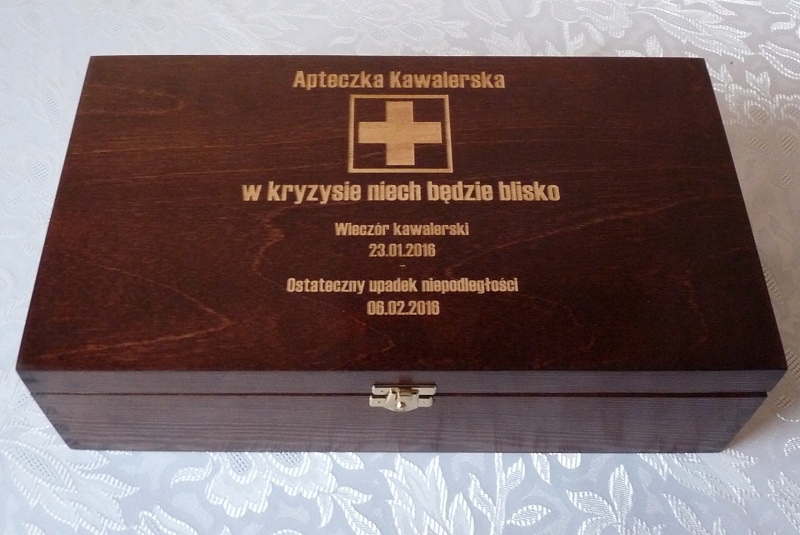 Apteczka Kawalerska
w kryzysie niech będzie blisko
Wieczór kawalerski
23.01.2016
-
Ostateczny upadek niepodległości
06.02.2016